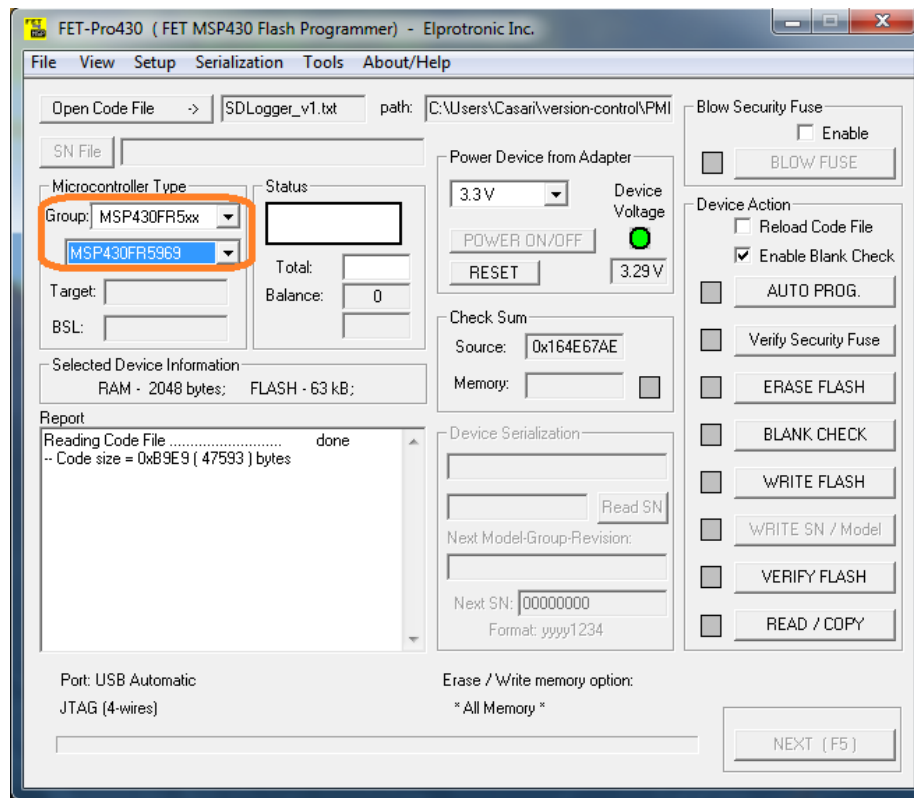 FET-Pro430 ( FET MSP430 Flash Programmer) - Elprotronic Inc.
File View Setup Serialization Tools About/Help
Open Code File -> SDLogger_v1.txt path: C:\Users\Casari\version-control\PMI
SN File
Microcontroller Type
Group: MSP430FR5xx
MSP430FR5969
Target:
BSL:
Status
Total:
Balance: 0
Selected Device Information
RAM - 2048 bytes; FLASH - 63 kB;
Report
Reading Code File ........................... done
-- Code size = 0xB9E9 ( 47593 ) bytes
Power Device from Adapter
3.3 V
Device
Voltage
POWER ON/OFF
RESET
3.29 V
Check Sum
Source: 0x164E67AE
Memory:
Device Serialization
Read SN
Next Model-Group-Revision:
Next SN: 00000000
Format: yyyy1234
Blow Security Fuse
Enable
BLOW FUSE
Device Action
Reload Code File
Enable Blank Check
AUTO PROG.
Verify Security Fuse
ERASE FLASH
BLANK CHECK
WRITE FLASH
WRITE SN / Model
VERIFY FLASH
READ / COPY
Port: USB Automatic
JTAG (4-wires)
Erase / Write memory option:
* All Memory *
NEXT ( F5 )